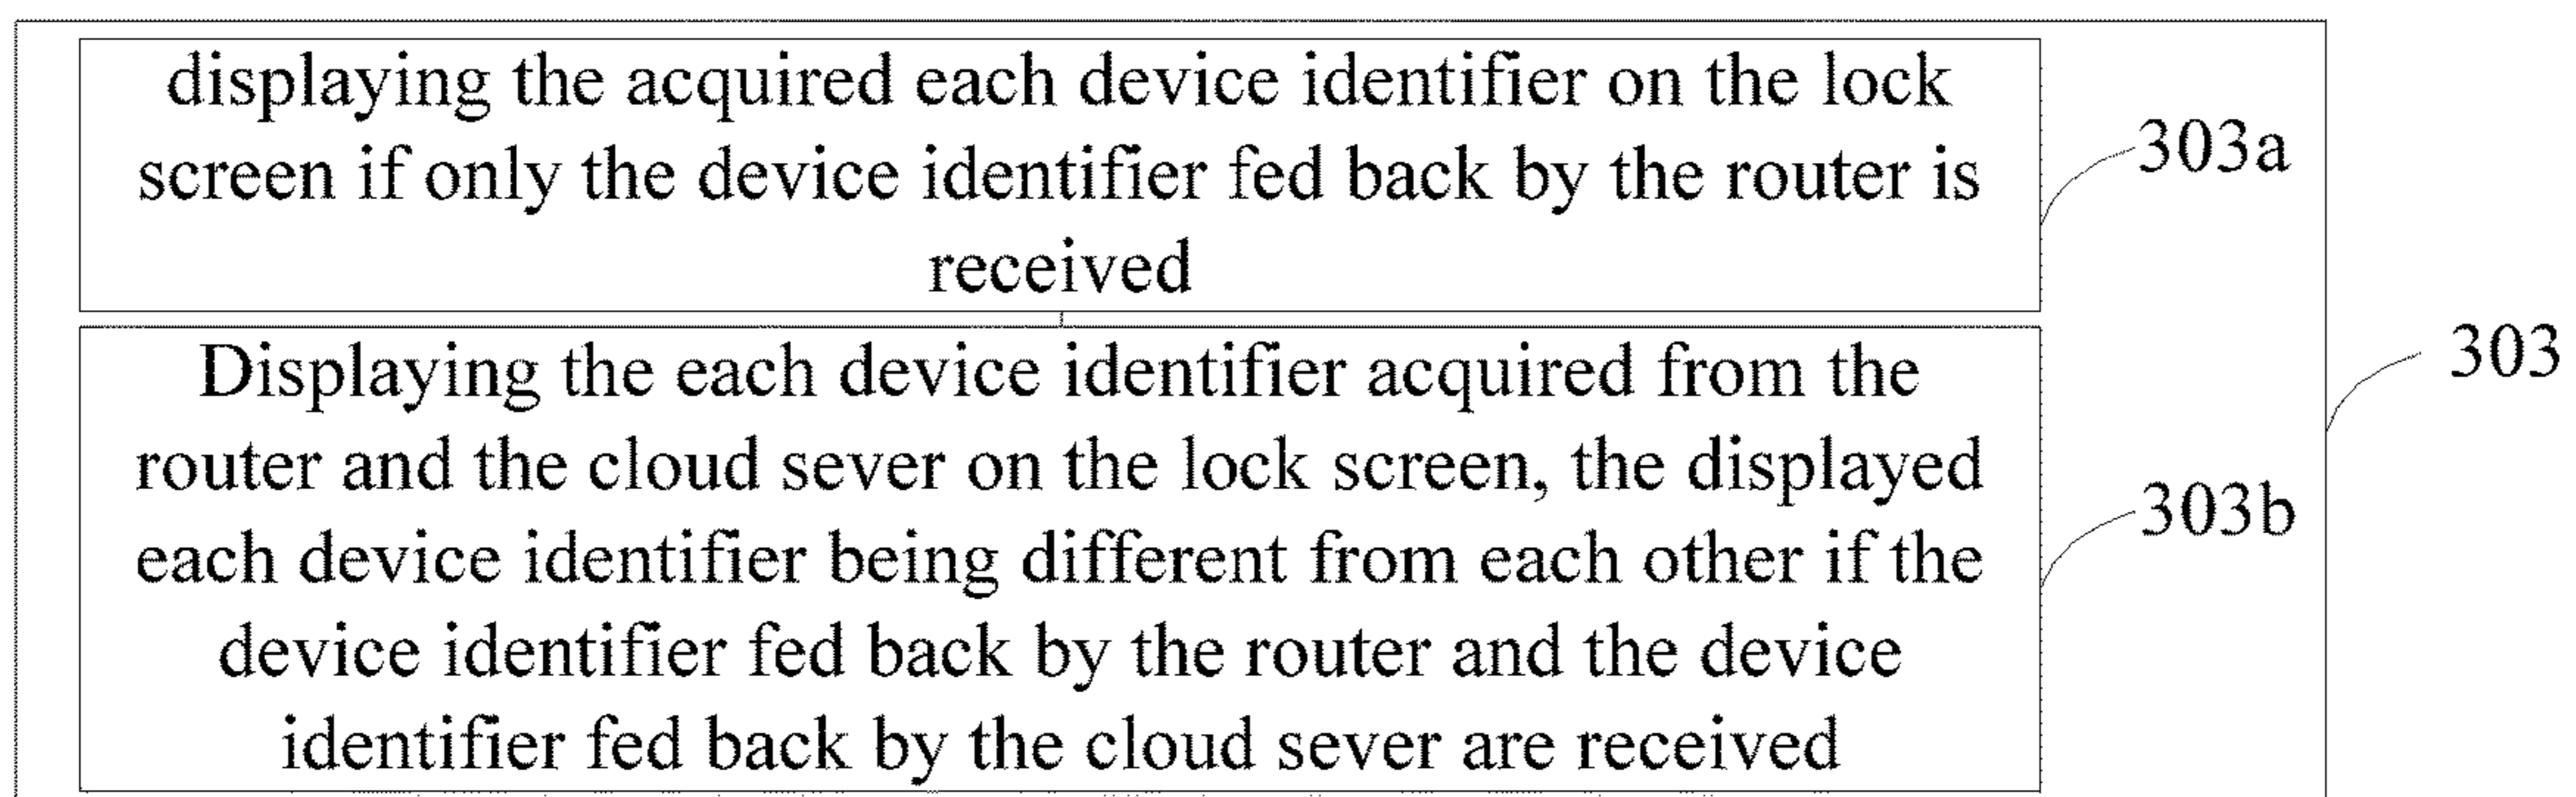 displaying the acquired each device identifier on the lock
screen if only the device identifier fed back by the router is
received
303a
Displaying the each device identifier acquired from the
router and the cloud sever on the lock screen, the displayed
each device identifier being different from each other if the
device identifier fed back by the router and the device
identifier fed back by the cloud sever are received
303b
303